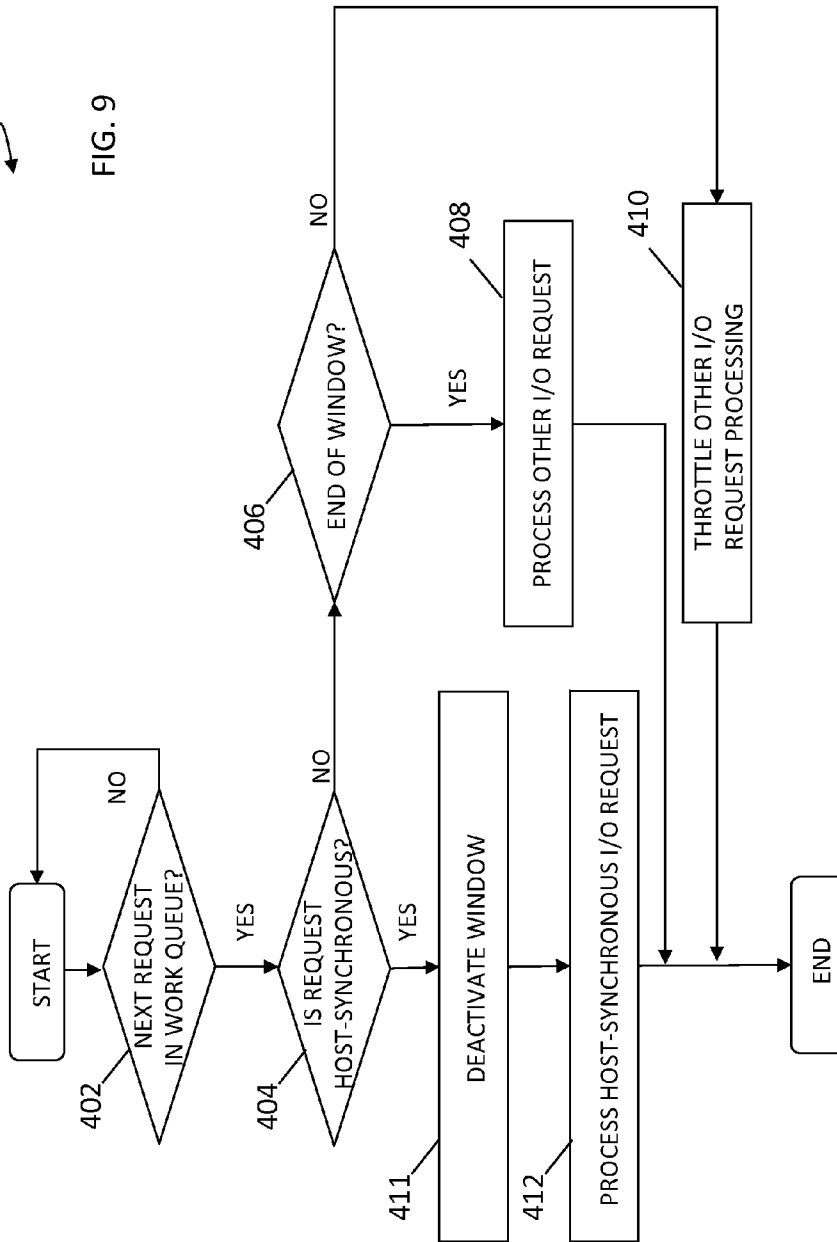 FIG. 9
START
NEXT REQUEST
IN WORK QUEUE?
402
NO
YES
IS REQUEST
HOST-SYNCHRONOUS?
404
NO
YES
END OF WINDOW?
406
NO
YES
PROCESS OTHER I/O REQUEST
408
THROTTLE OTHER I/O
REQUEST PROCESSING
410
DEACTIVATE WINDOW
411
PROCESS HOST-SYNCHRONOUS I/O REQUEST
412
END